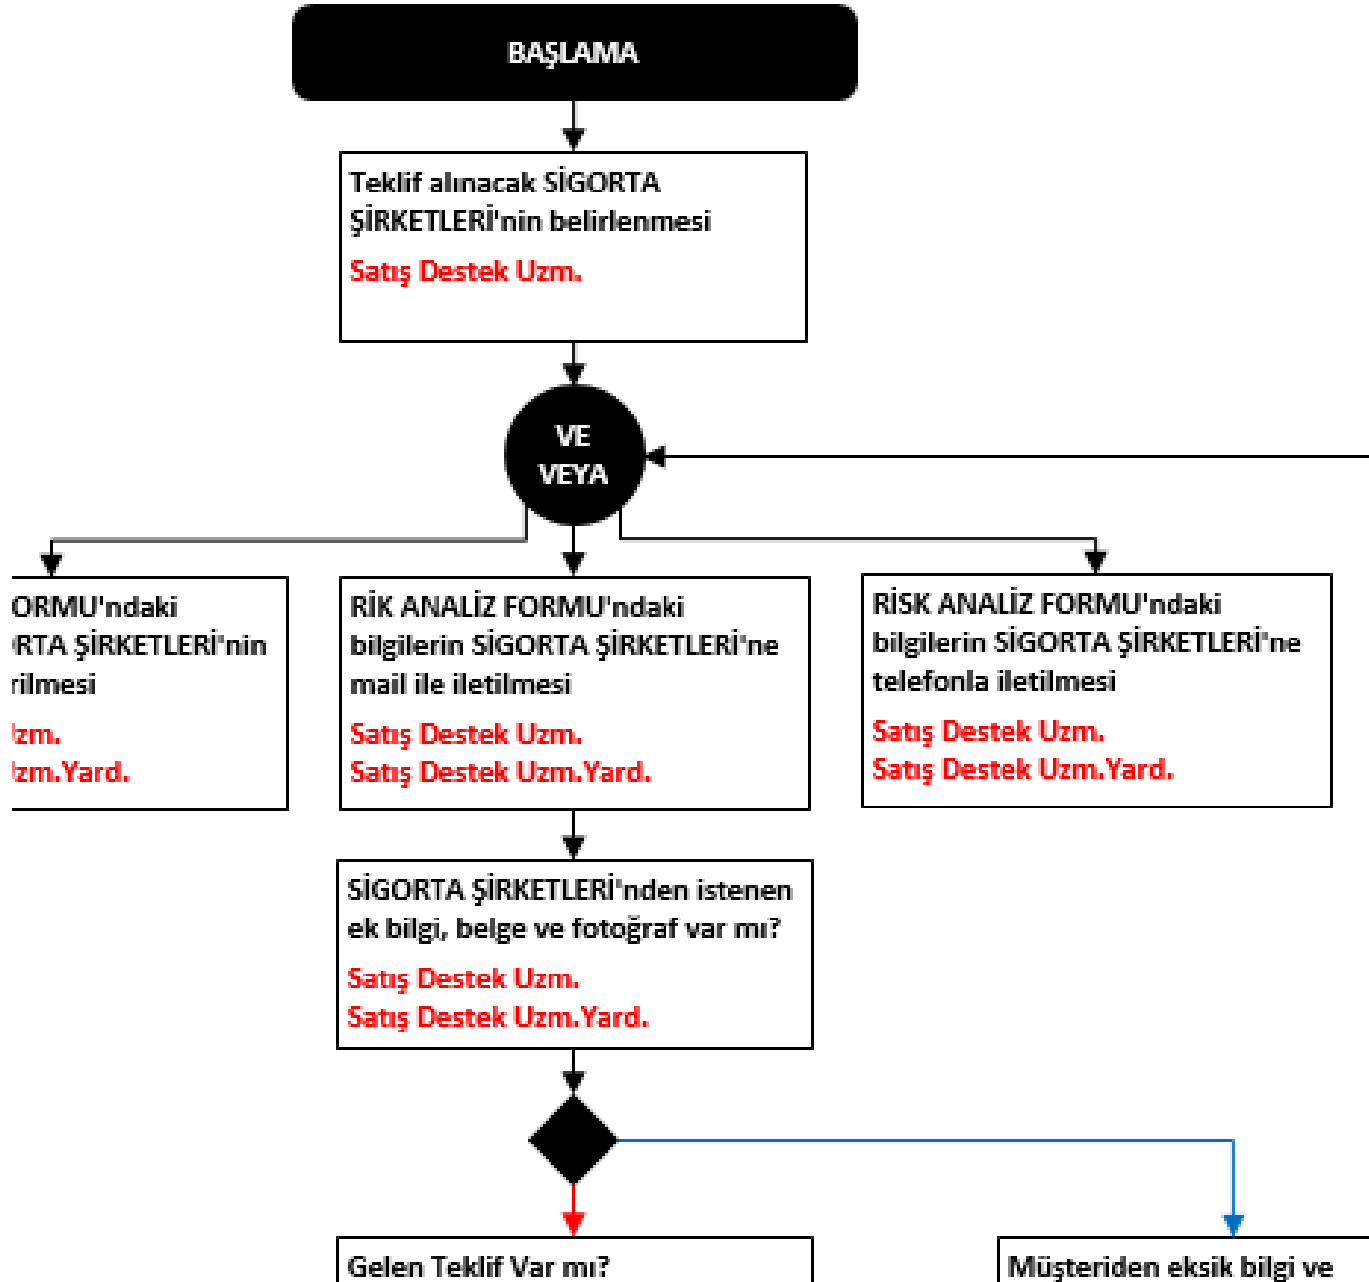 BAŞLAMA
Teklif alınacak SİGORTA
ŞİRKETLERİ'nin belirlenmesi
Satış Destek Uzm.
VE
VEYA
ORMU'ndaki
RTA ŞİRKETLERİ'nin
rilmesi
zm.
zm.Yard.
RİK ANALİZ FORMU'ndaki
bilgilerin SİGORTA ŞİRKETLERİ'ne
mail ile iletilmesi
Satış Destek Uzm.
Satış Destek Uzm.Yard.
RİSK ANALİZ FORMU'ndaki
bilgilerin SİGORTA ŞİRKETLERİ'ne
telefonla iletilmesi
Satış Destek Uzm.
Satış Destek Uzm.Yard.
SİGORTA ŞİRKETLERİ'nden istenen
ek bilgi, belge ve fotoğraf var mı?
Satış Destek Uzm.
Satış Destek Uzm.Yard.
Gelen Teklif Var mı?
Müşteriden eksik bilgi ve